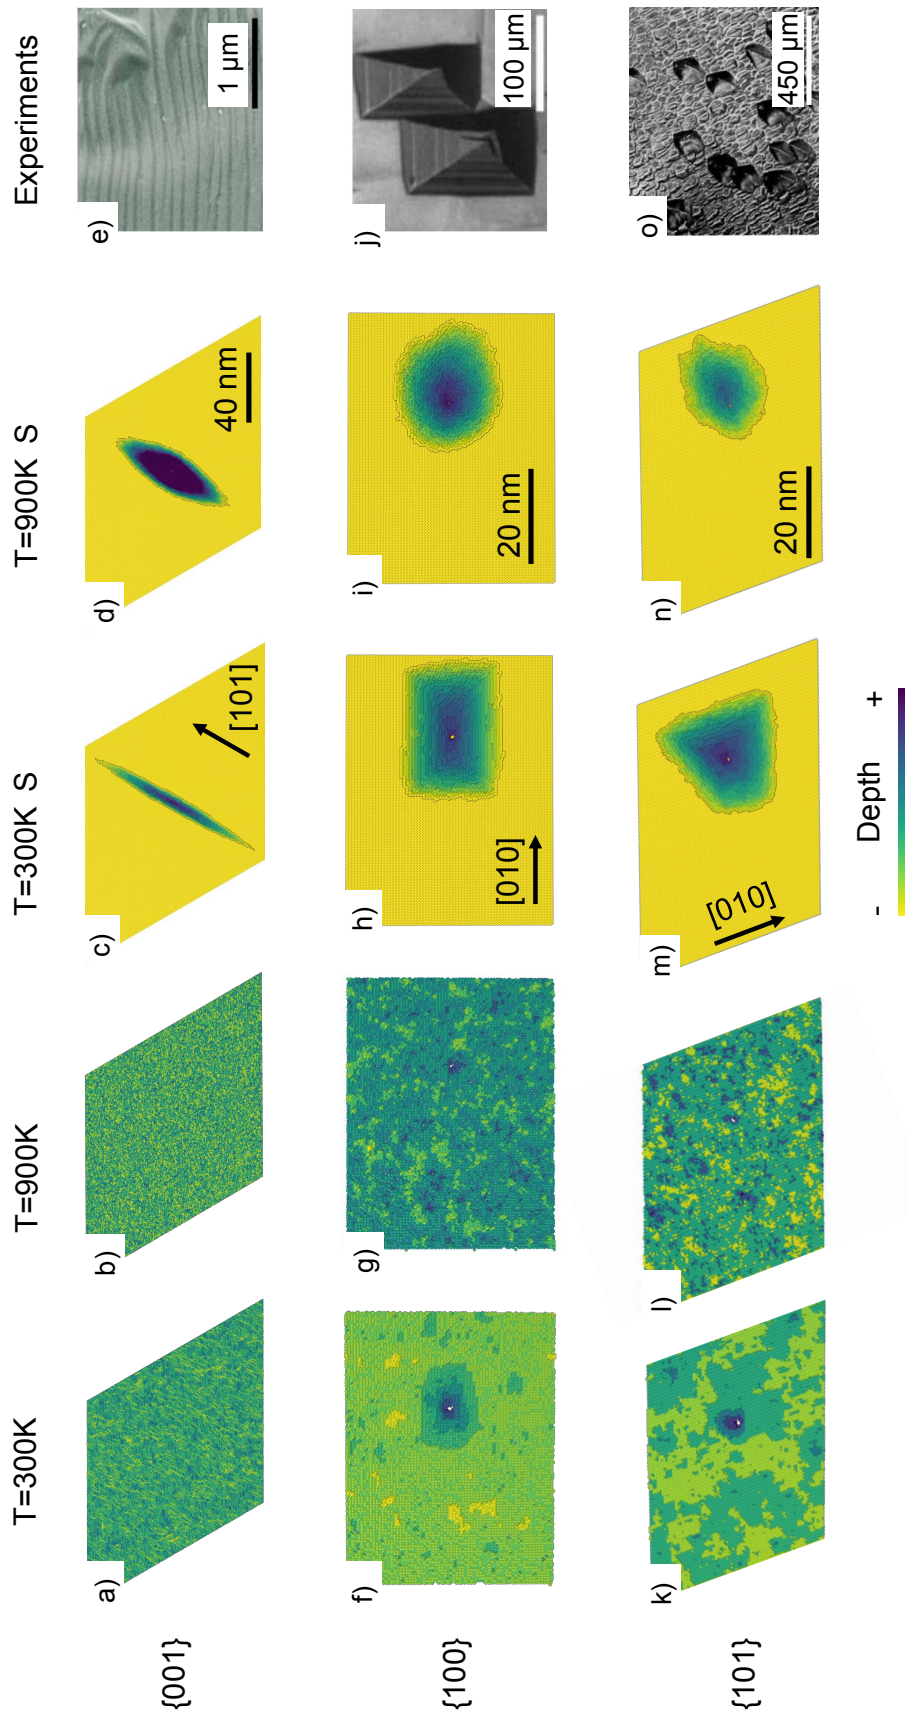 T=300K
T=900K
T=300K S
T=900K S
Experiments
{001}
a)
b)
c)
[101]
d)
40 nm
e)
1 μm
{100}
f)
g)
h)
[010]
i)
20 nm
j)
100 μm
{101}
k)
l)
m)
[010]
n)
20 nm
o)
450 μm
- Depth +